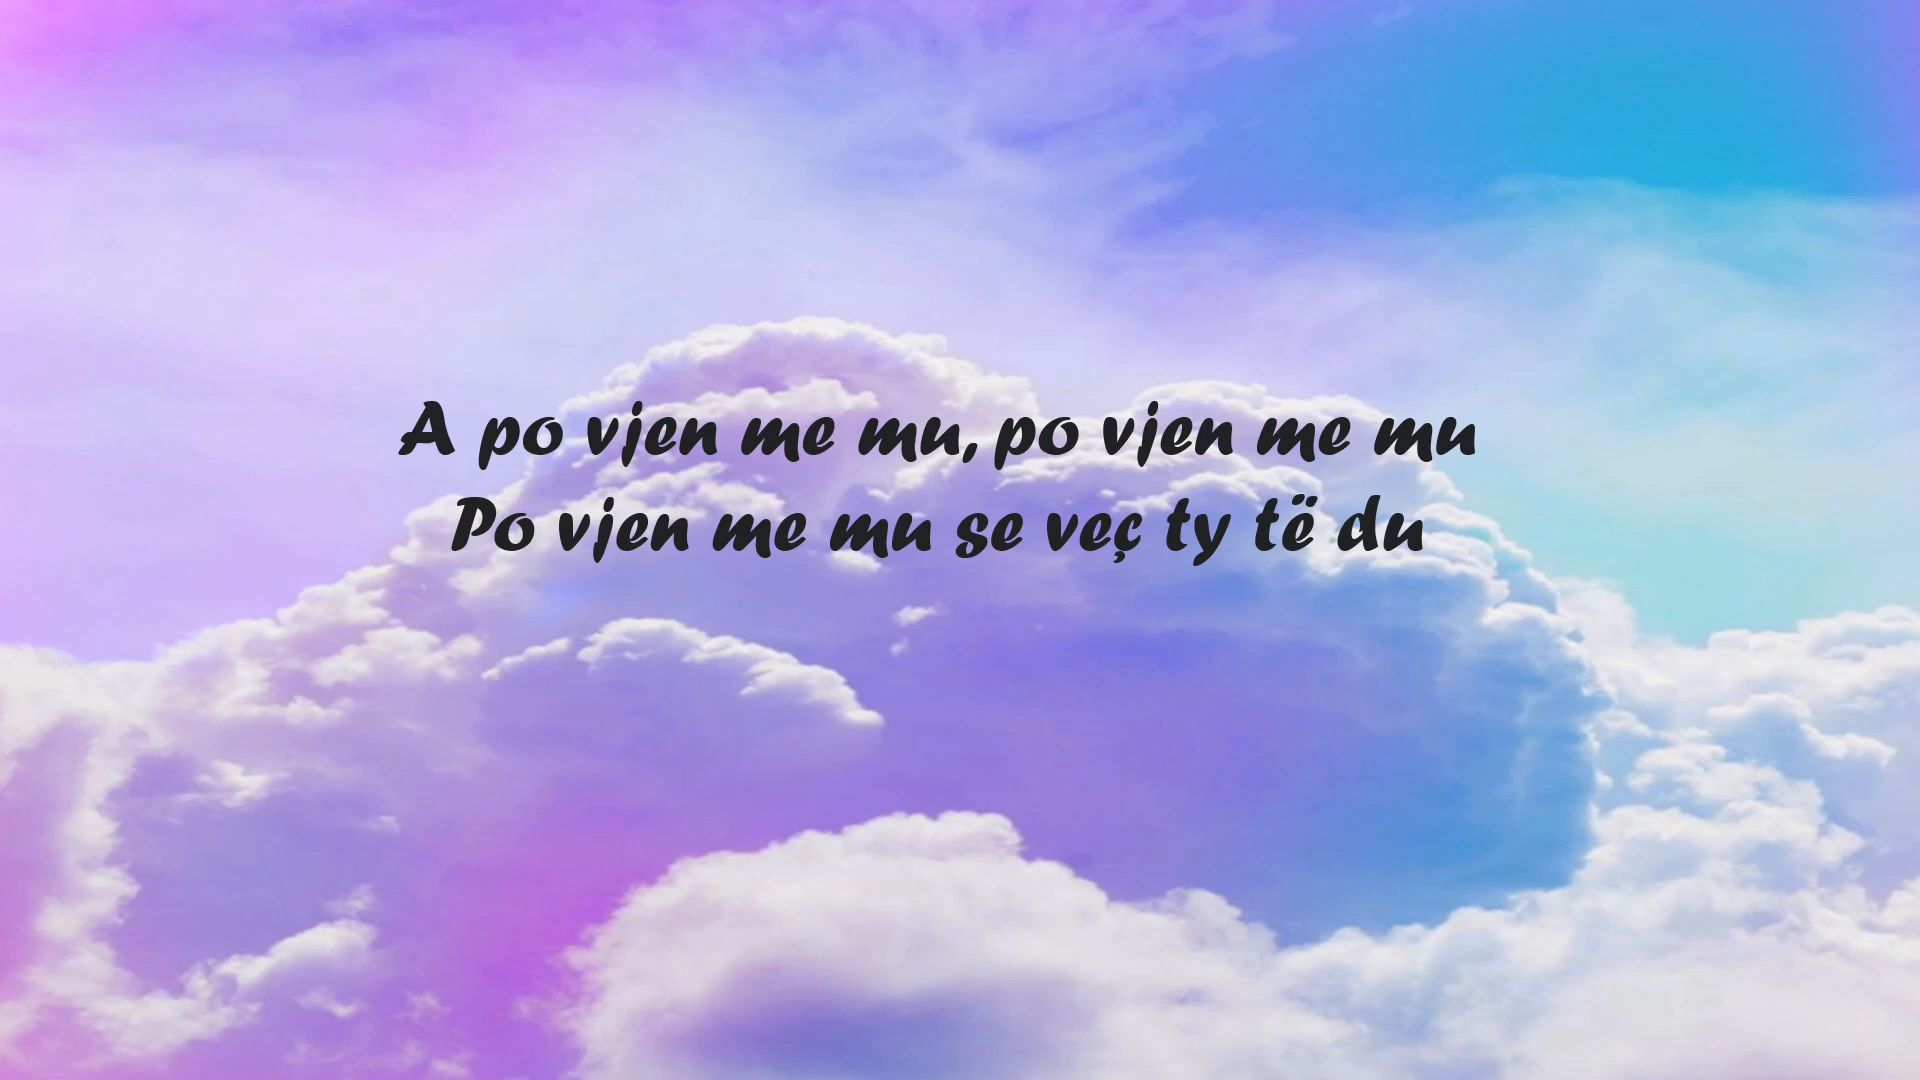 A po vjen me mu, po vjen me mu
Po vjen me mu se veç ty të du